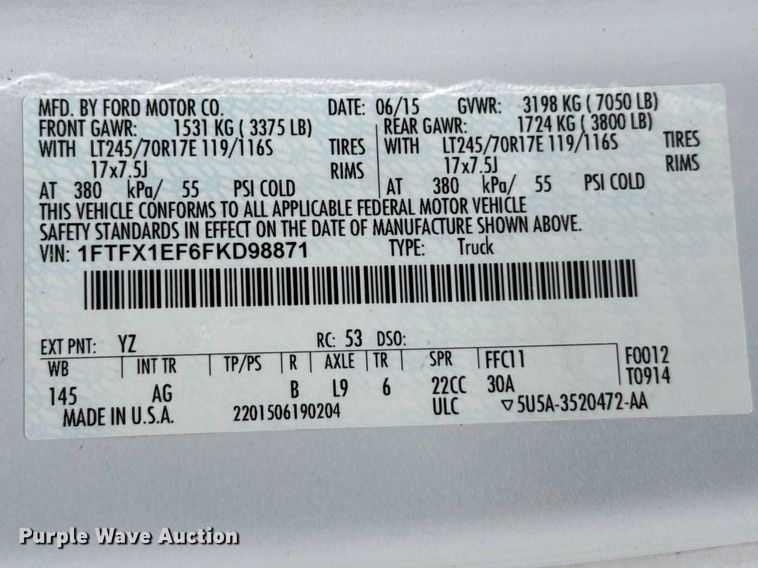 MFD. BY FORD MOTOR CO. DATE: 06/15 GVWR: 3198 KG ( 7050 LB)
FRONT GAWR: 1531 KG ( 3375 LB) REAR GAWR: 1724 KG ( 3800 LB)
WITH LT245/70R17E 119/116S TIRES WITH LT245/70R17E 119/116S TIRES
17x7.5J RIMS 17x7.5J RIMS
AT 380 kPa/ 55 PSI COLD AT 380 kPa/ 55 PSI COLD
THIS VEHICLE CONFORMS TO ALL APPLICABLE FEDERAL MOTOR VEHICLE
SAFETY STANDARDS IN EFFECT ON THE DATE OF MANUFACTURE SHOWN ABOVE.
VIN: 1FTFX1EF6FKD98871 TYPE: Truck
EXT PNT: YZ RC: 53 DSO:
WB INT TR TP/PS R AXLE TR SPR FFC11 F0012
145 AG B L9 6 22CC 30A T0914
MADE IN U.S.A. 2201506190204 ULC ▽5U5A-3520472-AA
Purple Wave Auction